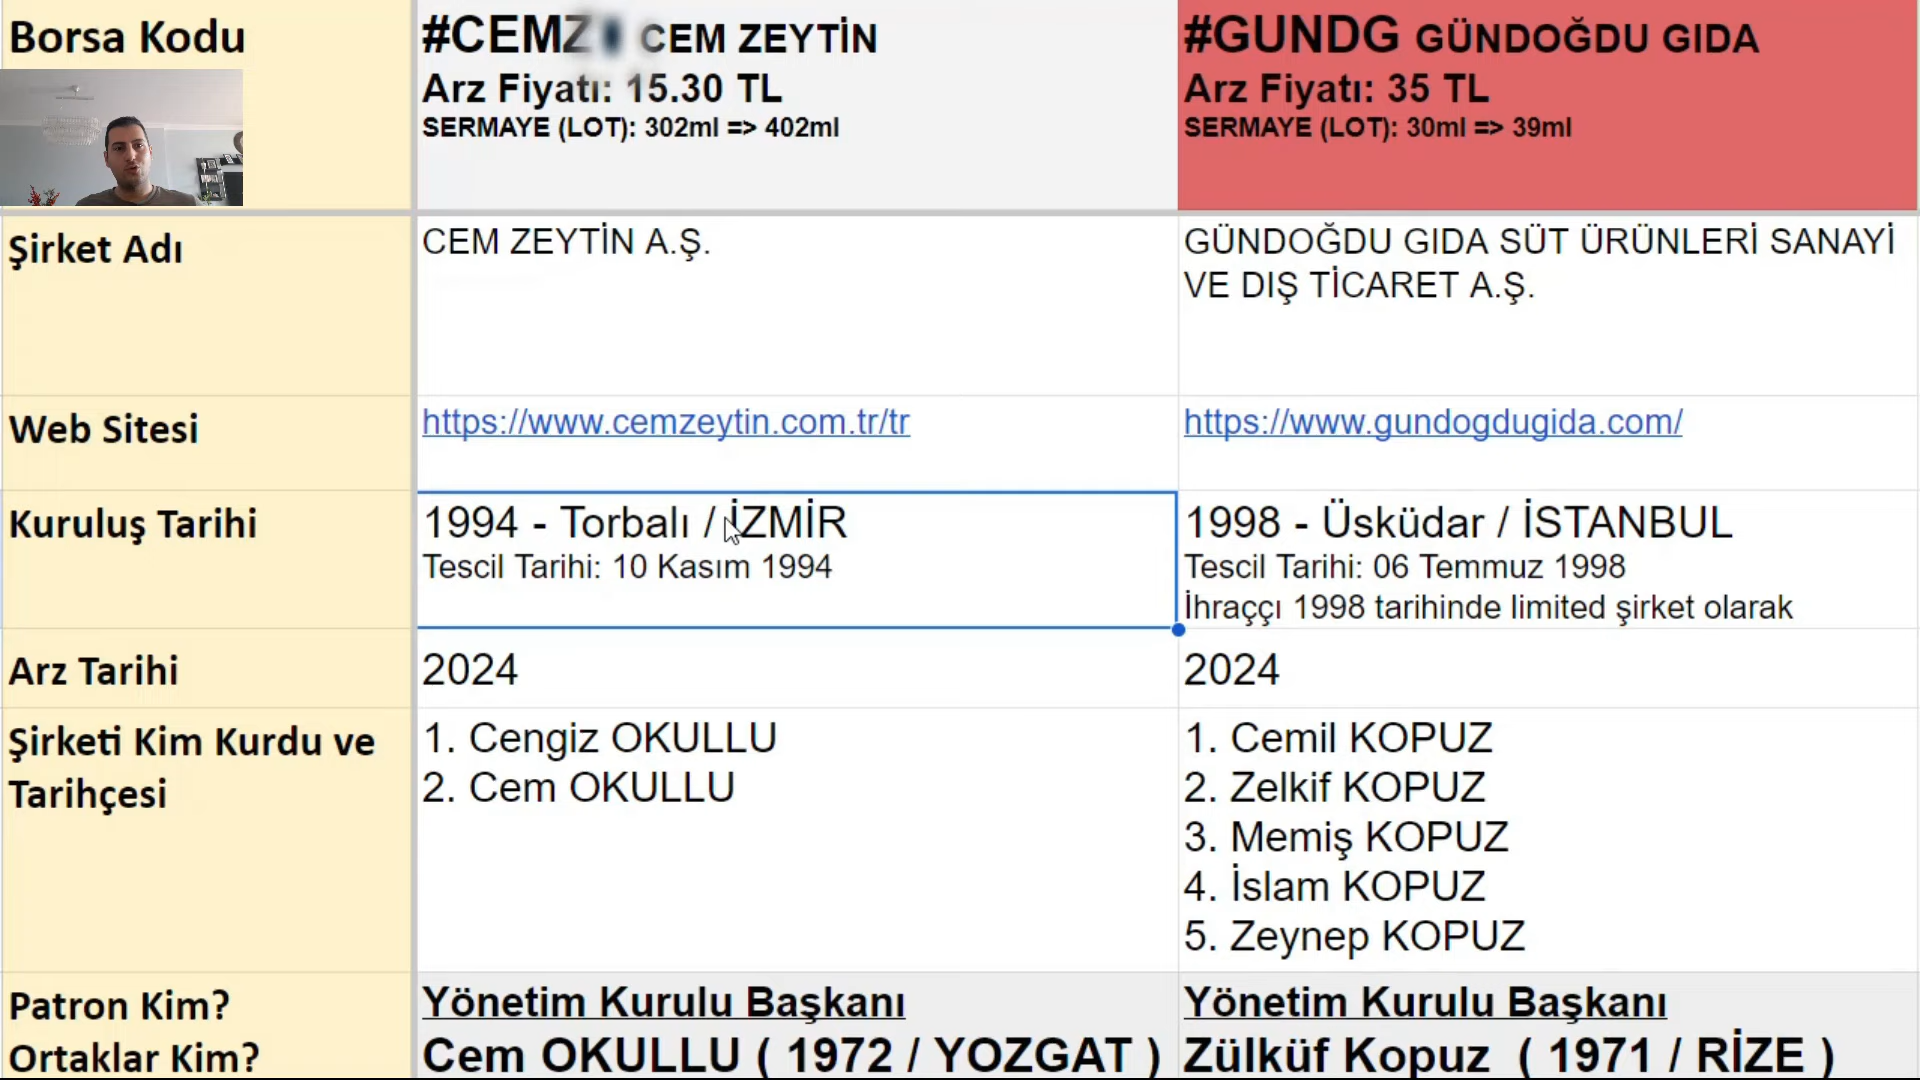 Borsa Kodu
#CEMZ CEM ZEYTİN
Arz Fiyatı: 15.30 TL
SERMAYE (LOT): 302ml => 402ml
#GUNDG GÜNDOĞDU GIDA
Arz Fiyatı: 35 TL
SERMAYE (LOT): 30ml => 39ml
Şirket Adı
CEM ZEYTİN A.Ş.
GÜNDOĞDU GIDA SÜT ÜRÜNLERİ SANAYİ
VE DIŞ TİCARET A.Ş.
Web Sitesi
https://www.cemzeytin.com.tr/tr
https://www.gundogdugida.com/
Kuruluş Tarihi
1994 - Torbalı / İZMİR
Tescil Tarihi: 10 Kasım 1994
1998 - Üsküdar / İSTANBUL
Tescil Tarihi: 06 Temmuz 1998
İhraççı 1998 tarihinde limited şirket olarak
Arz Tarihi
2024
2024
Şirketi Kim Kurdu ve
Tarihçesi
1. Cengiz OKULLU
2. Cem OKULLU
1. Cemil KOPUZ
2. Zelkif KOPUZ
3. Memiş KOPUZ
4. İslam KOPUZ
5. Zeynep KOPUZ
Patron Kim?
Ortaklar Kim?
Yönetim Kurulu Başkanı
Cem OKULLU ( 1972 / YOZGAT )
Yönetim Kurulu Başkanı
Zülküf Kopuz ( 1971 / RİZE )